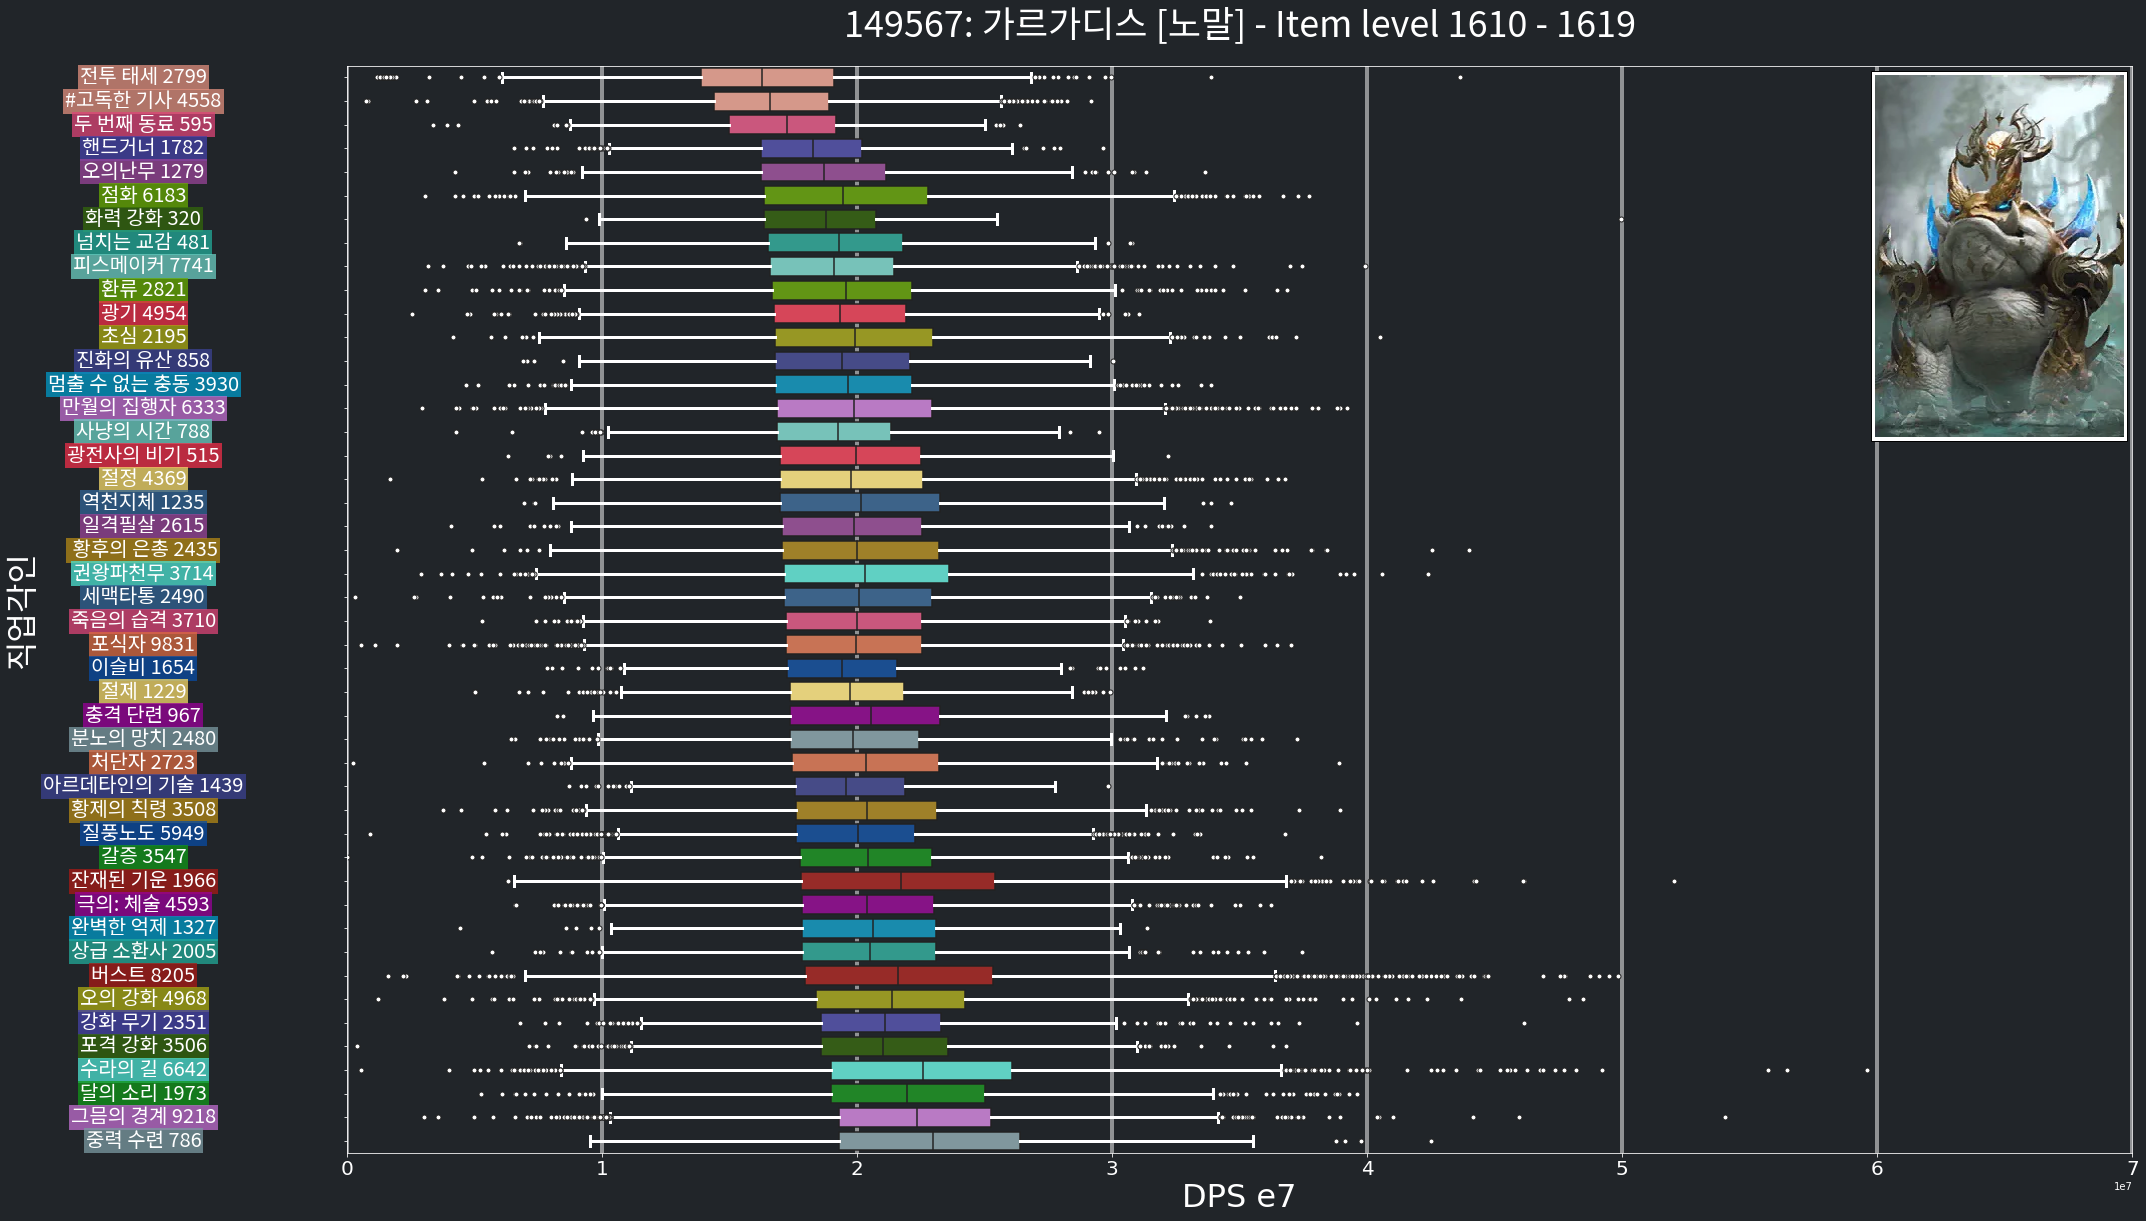 149567: 가르가디스 [노말] - Item level 1610 - 1619
전투 태세 2799
#고독한 기사 4558
두 번째 동료 595
핸드거너 1782
오의난무 1279
점화 6183
화력 강화 320
넘치는 교감 481
피스메이커 7741
환류 2821
광기 4954
초심 2195
진화의 유산 858
멈출 수 없는 충동 3930
만월의 집행자 6333
사냥의 시간 788
광전사의 비기 515
절정 4369
역천지체 1235
일격필살 2615
황후의 은총 2435
권왕파천무 3714
세맥타통 2490
죽음의 습격 3710
포식자 9831
이슬비 1654
절제 1229
충격 단련 967
분노의 망치 2480
처단자 2723
아르데타인의 기술 1439
황제의 칙령 3508
질풍노도 5949
갈증 3547
잔재된 기운 1966
극의: 체술 4593
완벽한 억제 1327
상급 소환사 2005
버스트 8205
오의 강화 4968
강화 무기 2351
포격 강화 3506
수라의 길 6642
달의 소리 1973
그믐의 경계 9218
중력 수련 786
직업각인
0 1 2 3 4 5 6 7
1e7
DPS e7